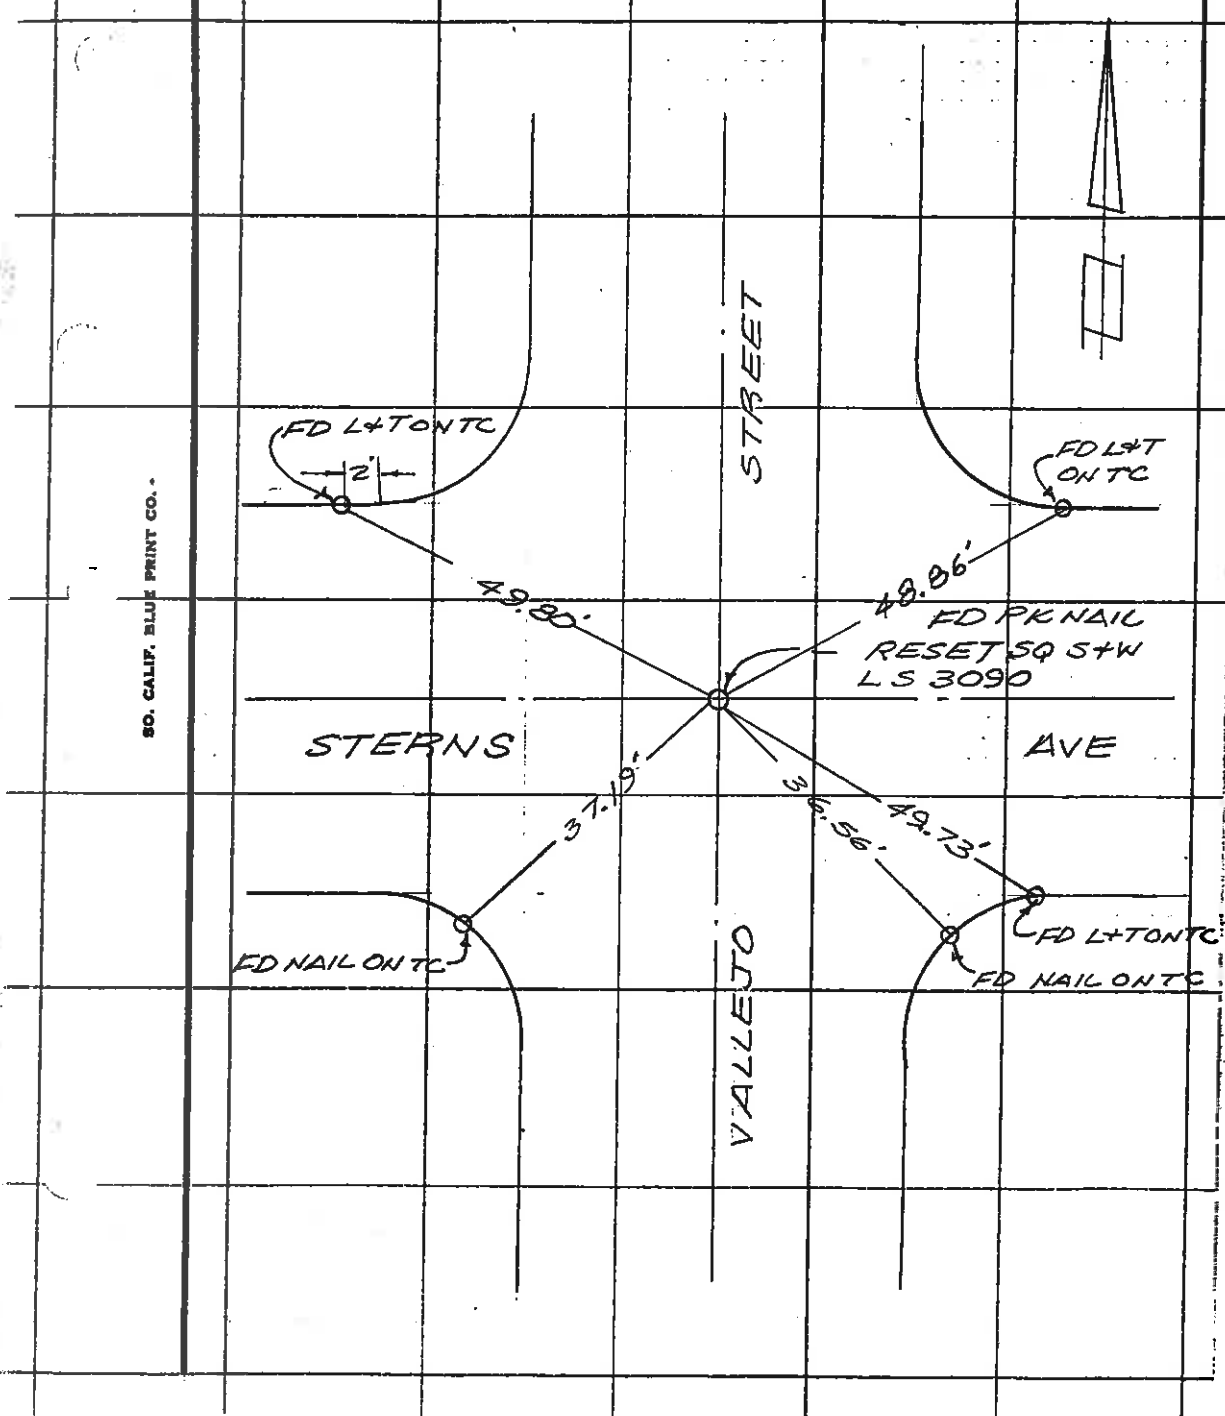 STREET
FD L&T ON TC
2'
FD L&T
ON TC
49.80'
48.86'
FD PK NAIL
RESET SQ S+W
LS 3090
SO. CALIF. BLUE PRINT CO.
STERNS
AVE
37.19'
36.56'
49.73'
FD L+T ON TC
FD NAIL ON TC
FD NAIL ON TC
VALLEJO